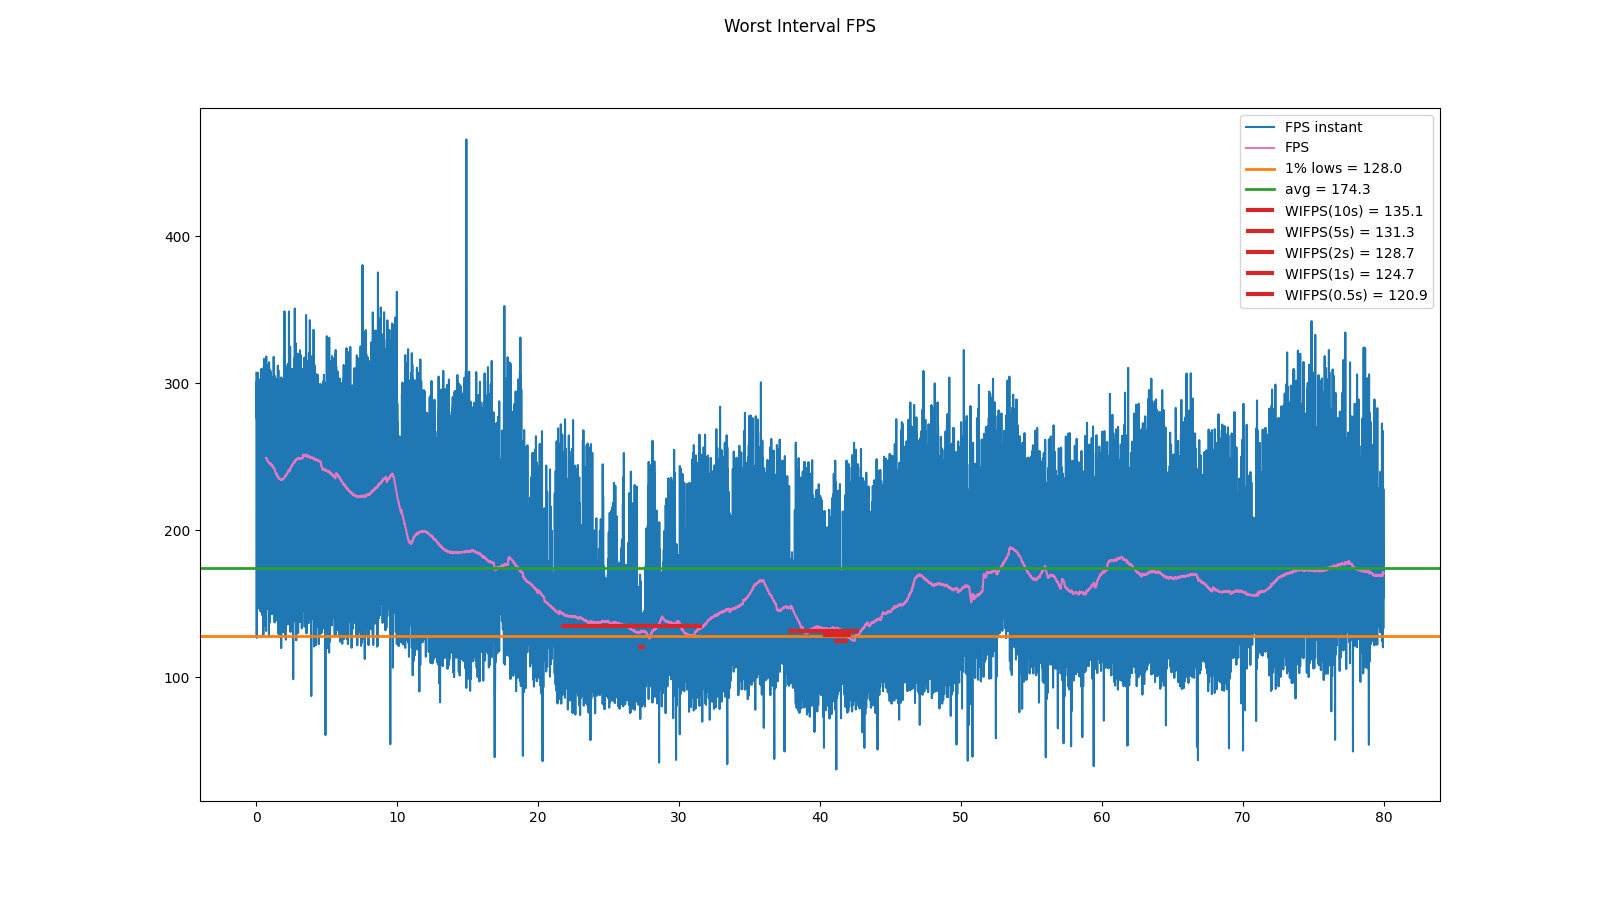 Worst Interval FPS
FPS instant
FPS
1% lows = 128.0
avg = 174.3
WIFPS(10s) = 135.1
WIFPS(5s) = 131.3
WIFPS(2s) = 128.7
WIFPS(1s) = 124.7
WIFPS(0.5s) = 120.9
400
300
200
100
0 10 20 30 40 50 60 70 80